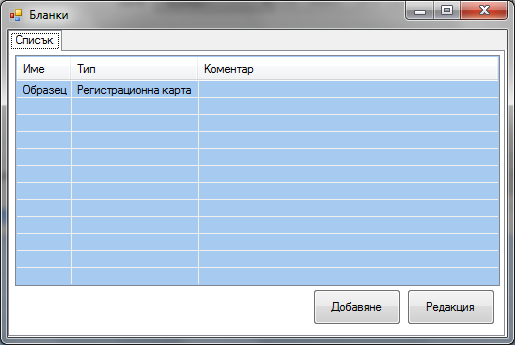 Бланки
Списък
Име Тип Коментар
Образец Регистрационна карта
Добавяне Редакция